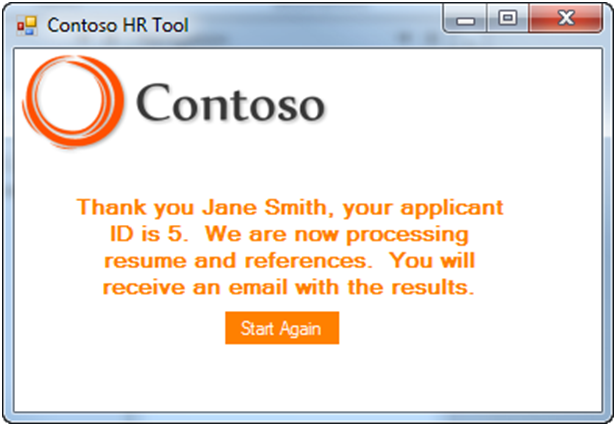 Contoso HR Tool
Contoso
Thank you Jane Smith, your applicant
ID is 5.  We are now processing
resume and references.  You will
receive an email with the results.
Start Again